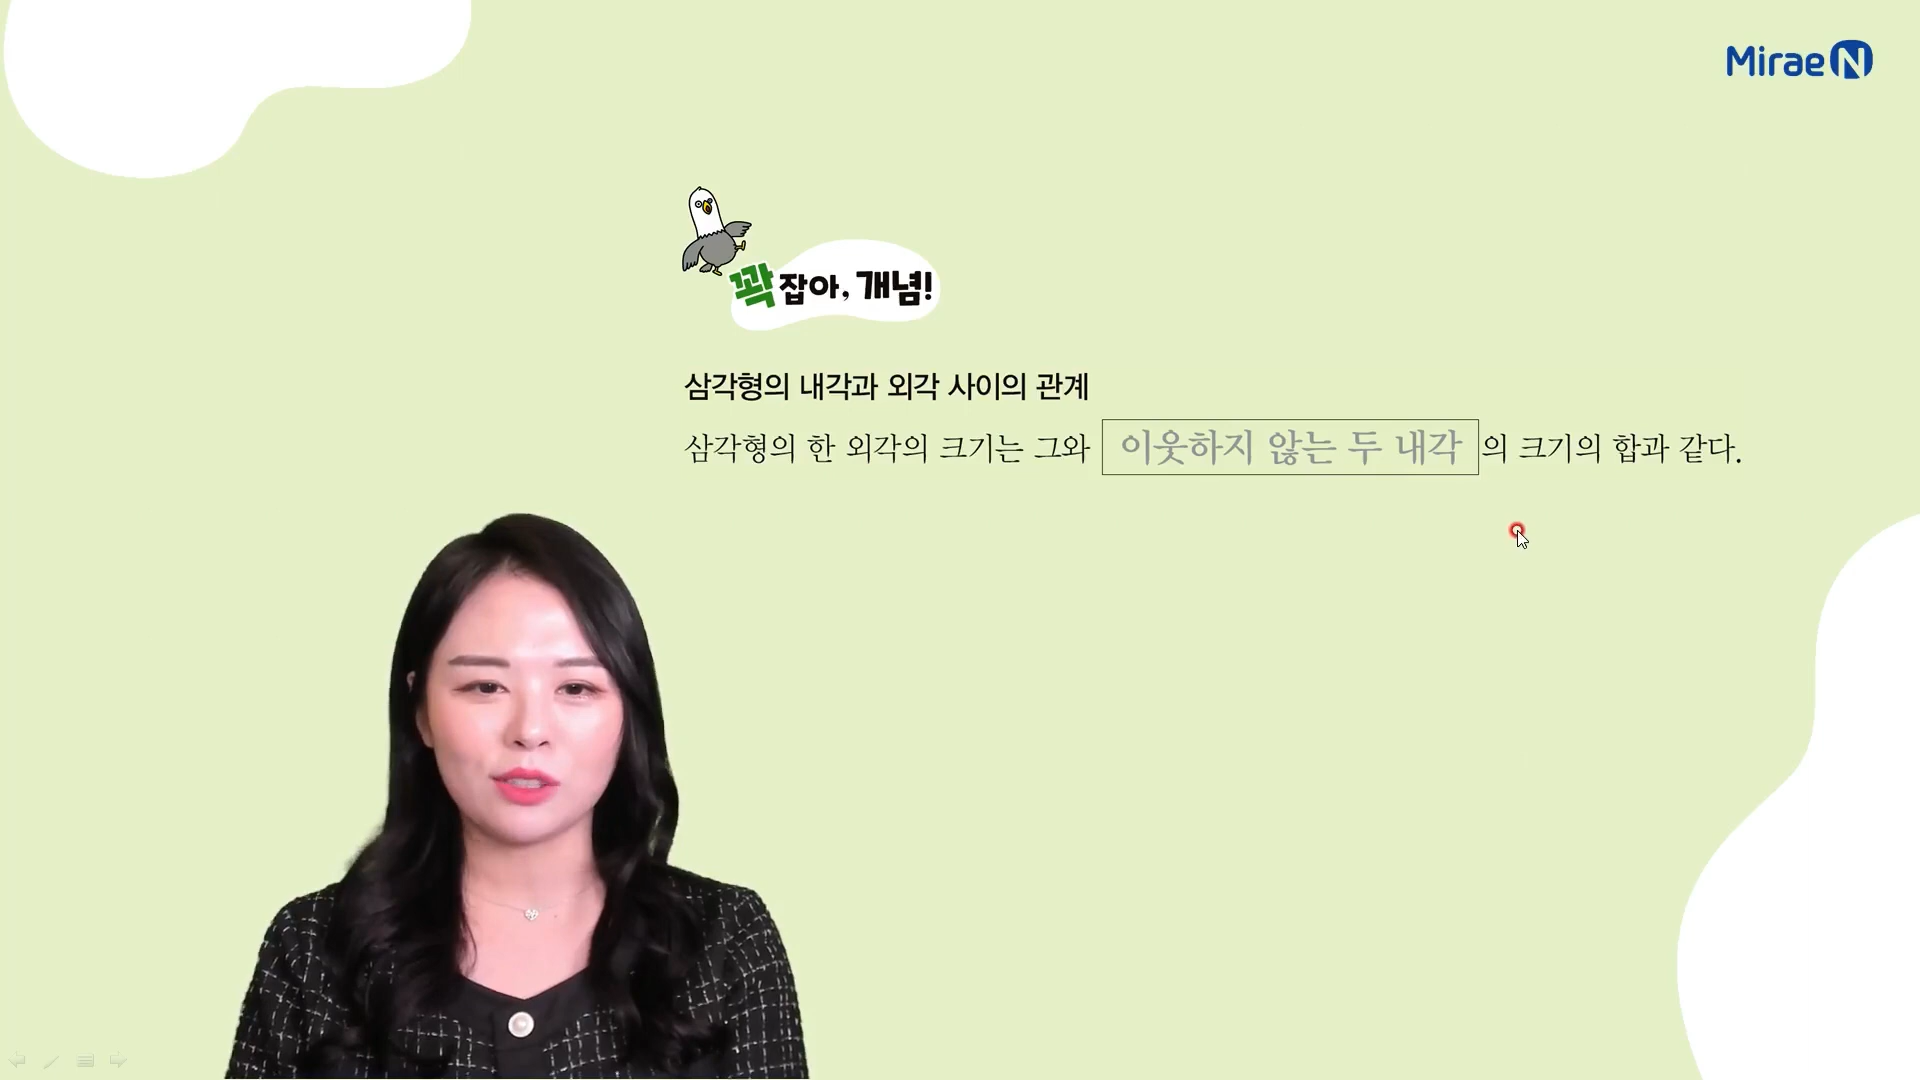 Mirae N
꽉 잡아, 개념!
삼각형의 내각과 외각 사이의 관계
삼각형의 한 외각의 크기는 그와 이웃하지 않는 두 내각의 크기의 합과 같다.